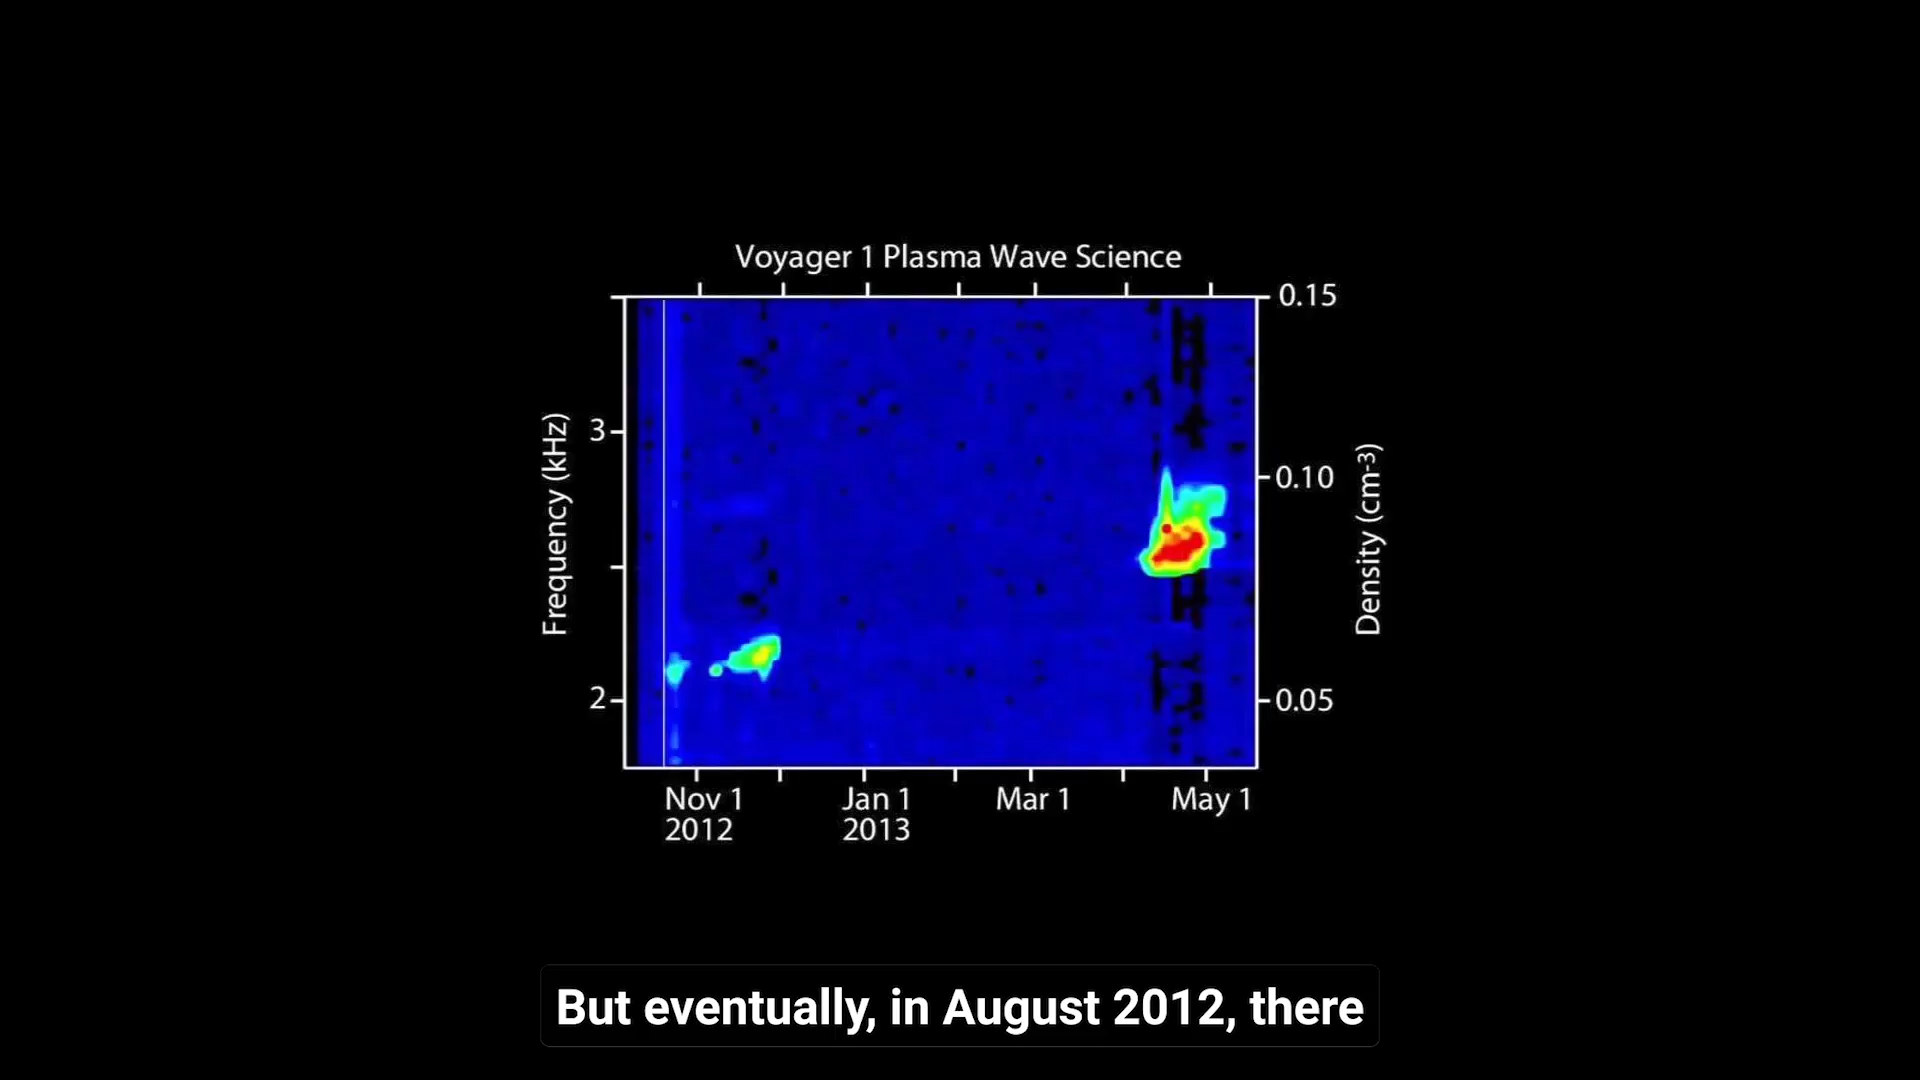 Voyager 1 Plasma Wave Science
0.15
3
0.10
Frequency (kHz)
Density (cm-3)
2
0.05
Nov 1
2012
Jan 1
2013
Mar 1
May 1
But eventually, in August 2012, there